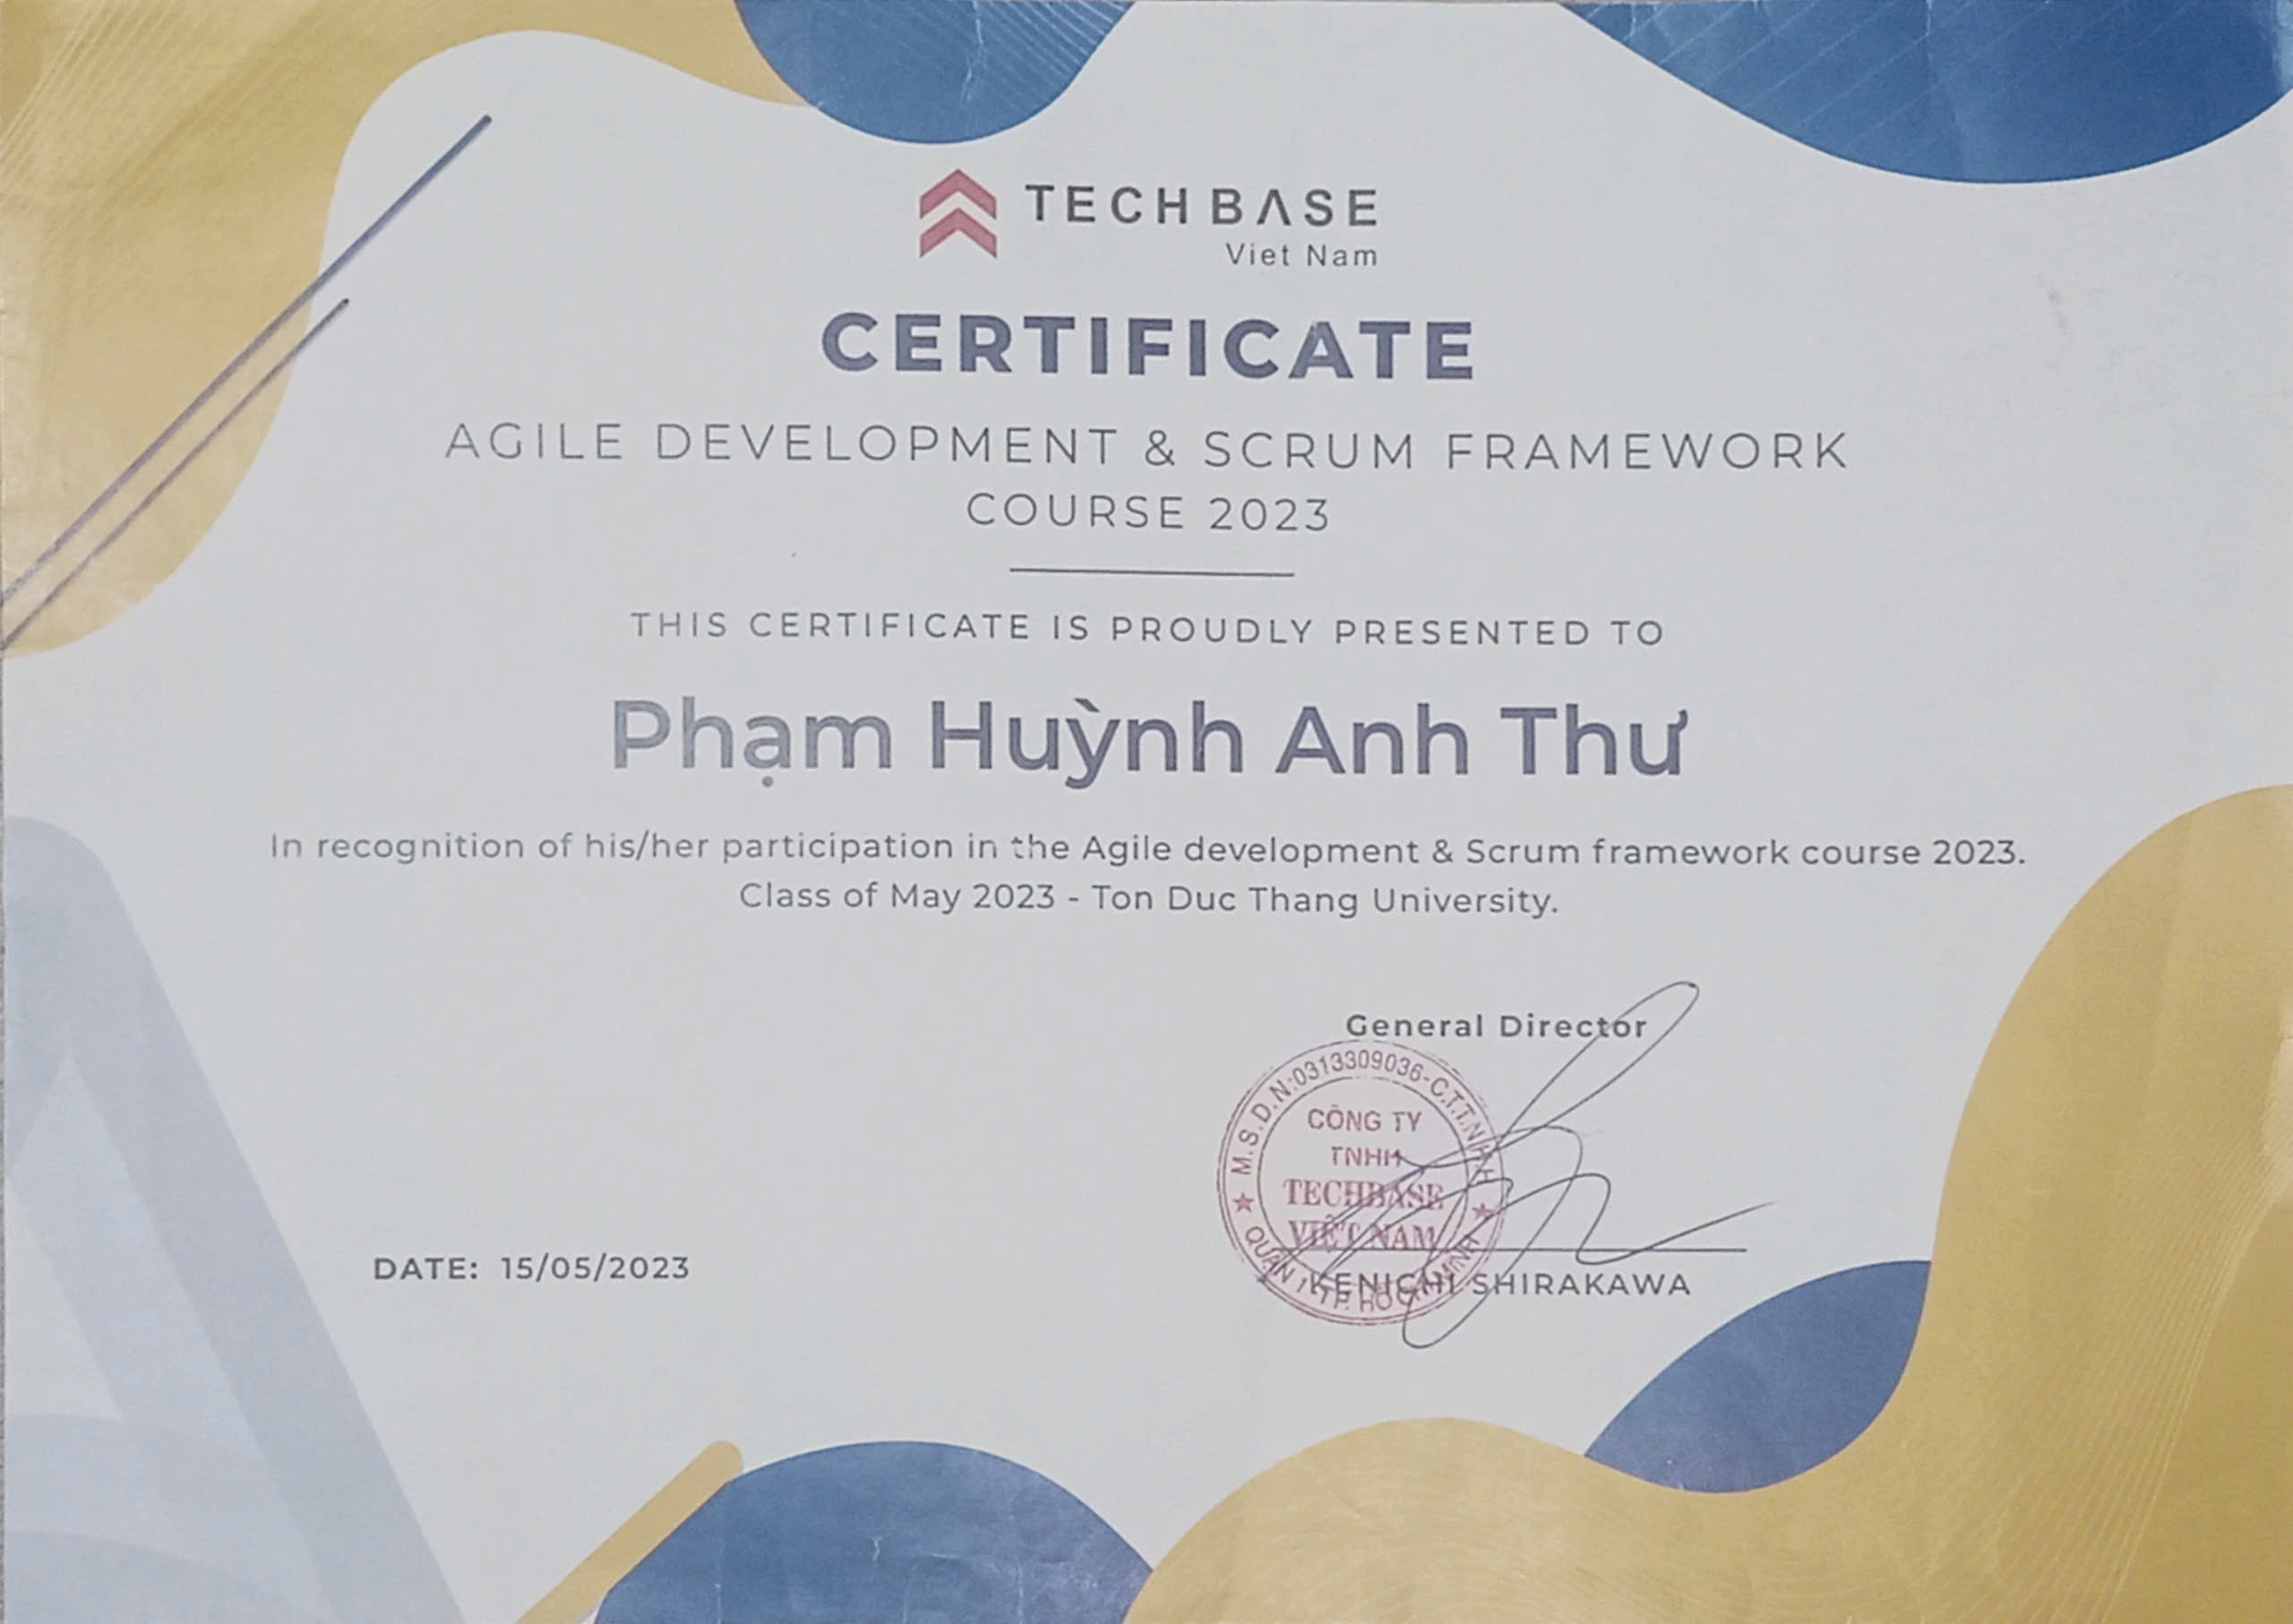 TECHBASE
Viet Nam
CERTIFICATE
AGILE DEVELOPMENT & SCRUM FRAMEWORK
COURSE 2023
THIS CERTIFICATE IS PROUDLY PRESENTED TO
Phạm Huỳnh Anh Thư
In recognition of his/her participation in the Agile development & Scrum framework course 2023.
Class of May 2023 - Ton Duc Thang University.
General Director
M.S.D.N:0313309036-C.T.T.N.H.H
CÔNG TY
TNHH
TECHBASE
VIỆT NAM
QUẬN 1 - TP. HỒ CHÍ MINH
DATE: 15/05/2023
KENICHI SHIRAKAWA